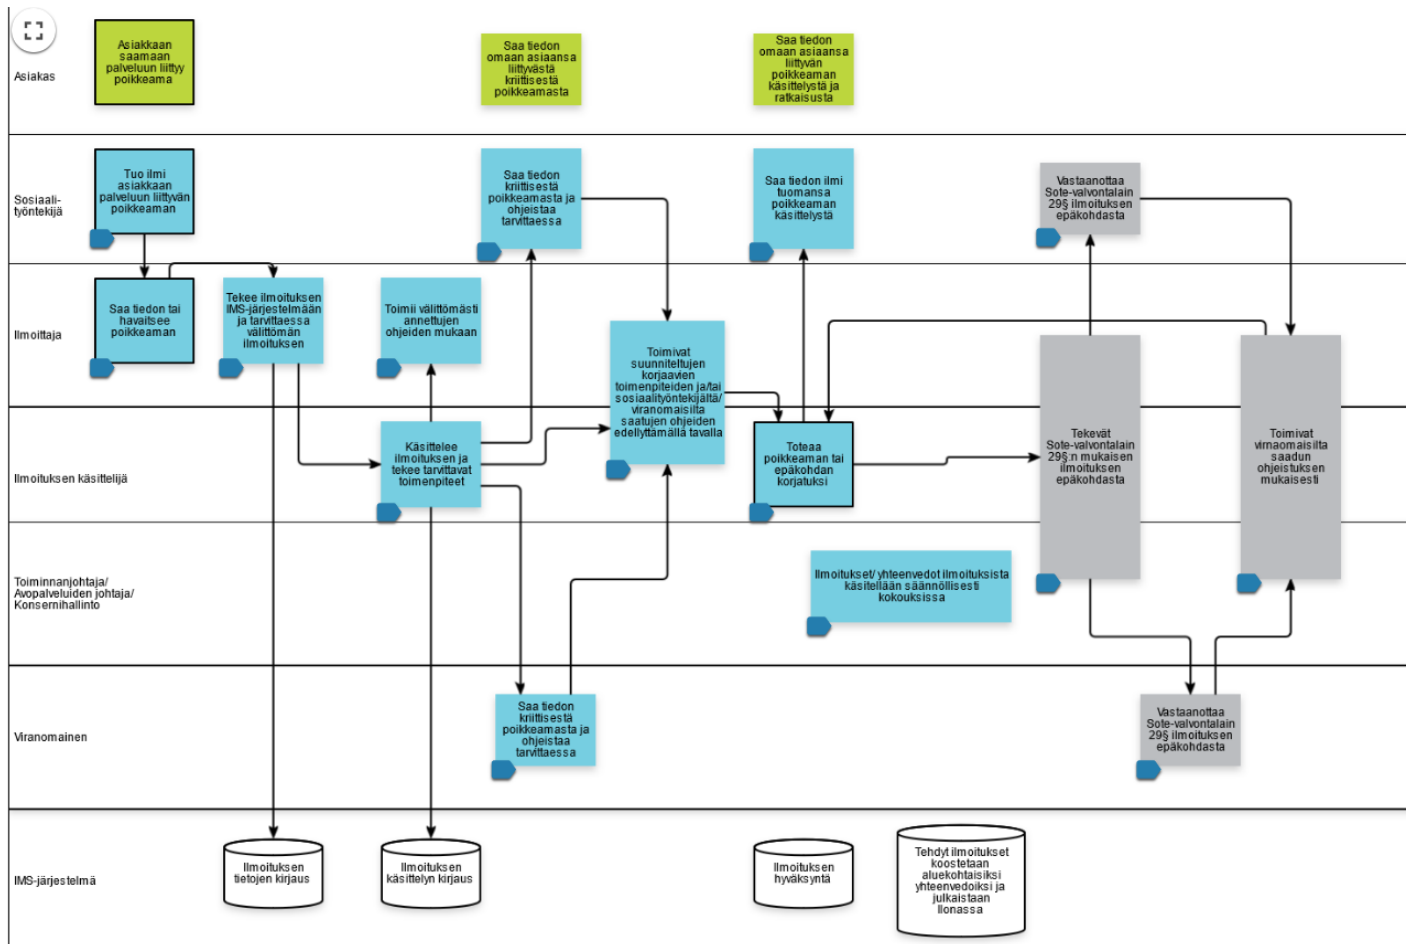 Asiakas
Asiakkaan
saamaan
palveluun liittyy
poikkeama
Saa tiedon
omaan asiaansa
liittyvästä
kriittisestä
poikkeamasta
Saa tiedon
omaan asiaansa
liittyvän
poikkeaman
käsittelystä ja
ratkaisusta
Sosiaali-
työntekijä
Tuo ilmi
asiakkaan
palveluun liittyvän
poikkeaman
Saa tiedon
kriittisestä
poikkeamasta ja
ohjeistaa
tarvittaessa
Saa tiedon ilmi
tuomansa
poikkeaman
käsittelystä
Vastaanottaa
Sote-valvontalain
29§ ilmoituksen
epäkohdasta
Ilmoittaja
Saa tiedon tai
havaitsee
poikkeaman
Tekee ilmoituksen
IMS-järjestelmään
ja tarvittaessa
välittömän
ilmoituksen
Toimii välittömästi
annettujen
ohjeiden mukaan
Toimivat
suunniteltujen
korjaavien
toimenpiteiden ja/tai
sosiaalityöntekijältä/
viranomaisilta
saatujen ohjeiden
edellyttämällä tavalla
Ilmoituksen käsittelijä
Käsittelee
ilmoituksen ja
tekee tarvittavat
toimenpiteet
Toteaa
poikkeaman tai
epäkohdan
korjatuksi
Tekevät
Sote-valvontalain
29§:n mukaisen
ilmoituksen
epäkohdasta
Toimivat
virnaomaisilta
saadun
ohjeistuksen
mukaisesti
Toiminnanjohtaja/
Avopalveluiden johtaja/
Konsernihallinto
Ilmoitukset/ yhteenvedot ilmoituksista
käsitellään säännöllisesti
kokouksissa
Viranomainen
Saa tiedon
kriittisestä
poikkeamasta ja
ohjeistaa
tarvittaessa
Vastaanottaa
Sote-valvontalain
29§ ilmoituksen
epäkohdasta
IMS-järjestelmä
Ilmoituksen
tietojen kirjaus
Ilmoituksen
käsittelyn kirjaus
Ilmoituksen
hyväksyntä
Tehdyt ilmoitukset
koostetaan
aluekohtaisiksi
yhteenvedoiksi ja
julkaistaan
Ilonassa